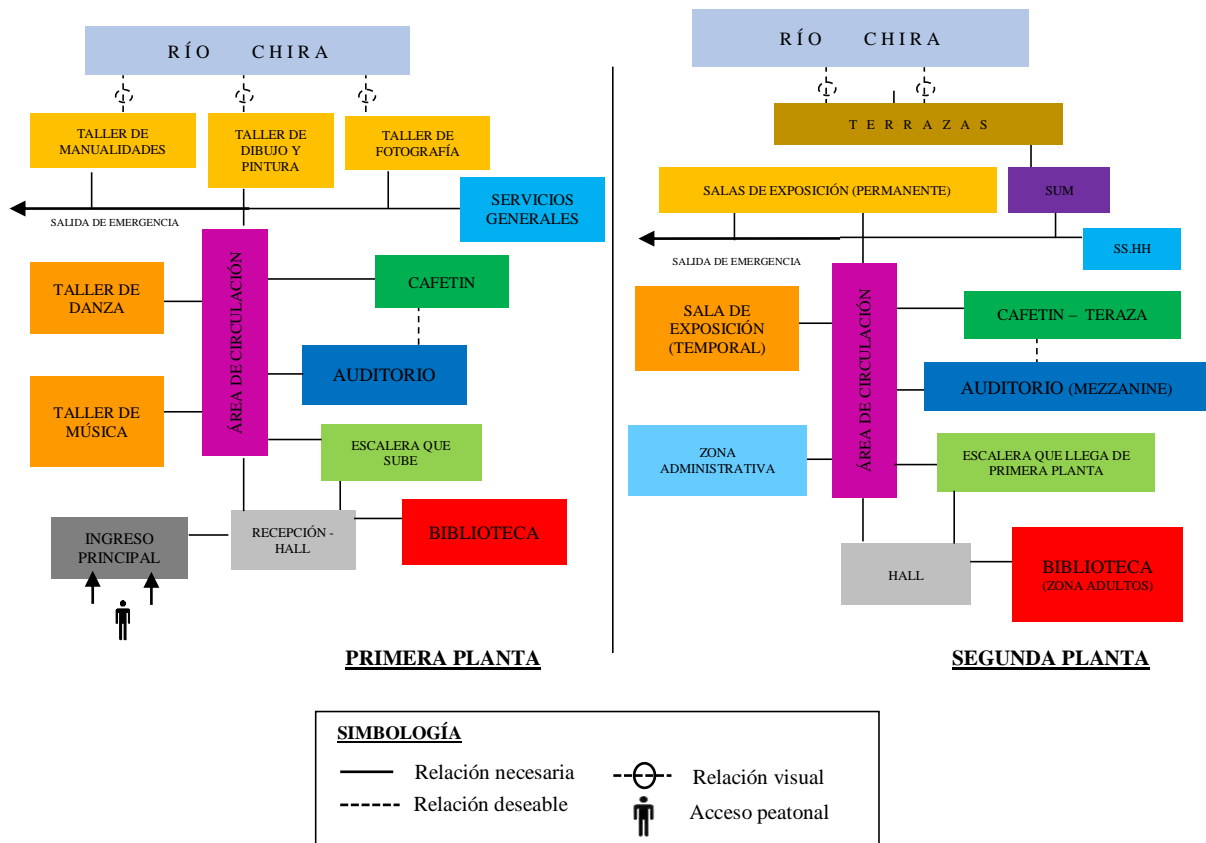 RÍO CHIRA
TALLER DE
MANUALIDADES
TALLER DE
DIBUJO Y
PINTURA
TALLER DE
FOTOGRAFÍA
SERVICIOS
GENERALES
SALIDA DE EMERGENCIA
ÁREA DE CIRCULACIÓN
TALLER DE
DANZA
CAFETIN
AUDITORIO
TALLER DE
MÚSICA
ESCALERA QUE
SUBE
INGRESO
PRINCIPAL
RECEPCIÓN -
HALL
BIBLIOTECA
PRIMERA PLANTA
RÍO CHIRA
TERRAZAS
SALAS DE EXPOSICIÓN (PERMANENTE)
SUM
SALIDA DE EMERGENCIA
SS.HH
ÁREA DE CIRCULACIÓN
SALA DE
EXPOSICIÓN
(TEMPORAL)
CAFETIN – TERAZA
AUDITORIO (MEZZANINE)
ZONA
ADMINISTRATIVA
ESCALERA QUE LLEGA DE
PRIMERA PLANTA
HALL
BIBLIOTECA
(ZONA ADULTOS)
SEGUNDA PLANTA
SIMBOLOGÍA
Relación necesaria
Relación visual
Relación deseable
Acceso peatonal